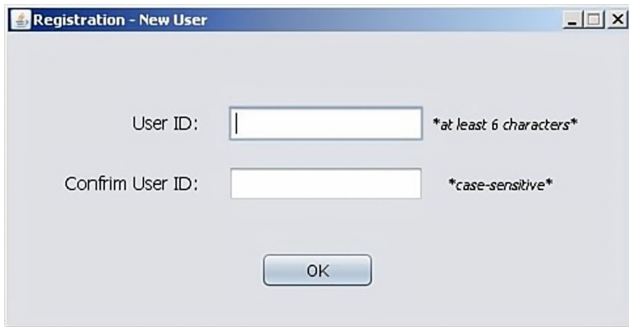 Registration - New User
User ID: *at least 6 characters*
Confrim User ID: *case-sensitive*
OK